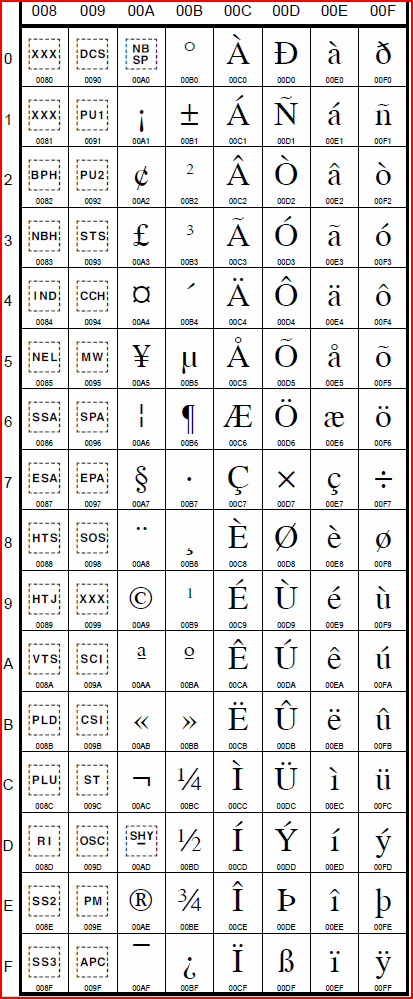 008 009 00A 00B 00C 00D 00E 00F
0 XXX DCS NB SP ° À Ð à ð
0080 0090 00A0 00B0 00C0 00D0 00E0 00F0
1 XXX PU1 ¡ ± Á Ñ á ñ
0081 0091 00A1 00B1 00C1 00D1 00E1 00F1
2 BPH PU2 ¢ ² Â Ò â ò
0082 0092 00A2 00B2 00C2 00D2 00E2 00F2
3 NBH STS £ ³ Ã Ó ã ó
0083 0093 00A3 00B3 00C3 00D3 00E3 00F3
4 IND CCH ¤ ´ Ä Ô ä ô
0084 0094 00A4 00B4 00C4 00D4 00E4 00F4
5 NEL MW ¥ µ Å Õ å õ
0085 0095 00A5 00B5 00C5 00D5 00E5 00F5
6 SSA SPA ¦ ¶ Æ Ö æ ö
0086 0096 00A6 00B6 00C6 00D6 00E6 00F6
7 ESA EPA § · Ç × ç ÷
0087 0097 00A7 00B7 00C7 00D7 00E7 00F7
8 HTS SOS ¨ ¸ È Ø è ø
0088 0098 00A8 00B8 00C8 00D8 00E8 00F8
9 HTJ XXX © ¹ É Ù é ù
0089 0099 00A9 00B9 00C9 00D9 00E9 00F9
A VTS SCI ª º Ê Ú ê ú
008A 009A 00AA 00BA 00CA 00DA 00EA 00FA
B PLD CSI « » Ë Û ë û
008B 009B 00AB 00BB 00CB 00DB 00EB 00FB
C PLU ST ¬ ¼ Ì Ü ì ü
008C 009C 00AC 00BC 00CC 00DC 00EC 00FC
D RI OSC SHY ½ Í Ý í ý
008D 009D 00AD 00BD 00CD 00DD 00ED 00FD
E SS2 PM ® ¾ Î Þ î þ
008E 009E 00AE 00BE 00CE 00DE 00EE 00FE
F SS3 APC ¯ ¿ Ï ß ï ÿ
008F 009F 00AF 00BF 00CF 00DF 00EF 00FF